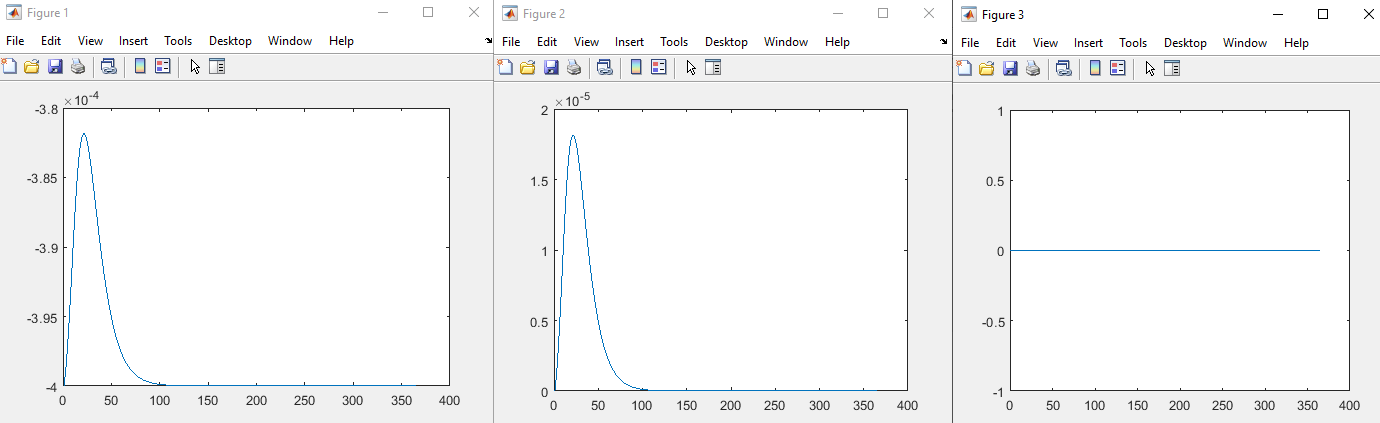 Figure 1
File Edit View Insert Tools Desktop Window Help
×10-4
-3.8
-3.85
-3.9
-3.95
-4
0 50 100 150 200 250 300 350 400
Figure 2
File Edit View Insert Tools Desktop Window Help
×10-5
2
1.5
1
0.5
0
0 50 100 150 200 250 300 350 400
Figure 3
File Edit View Insert Tools Desktop Window Help
1
0.5
0
-0.5
-1
0 50 100 150 200 250 300 350 400